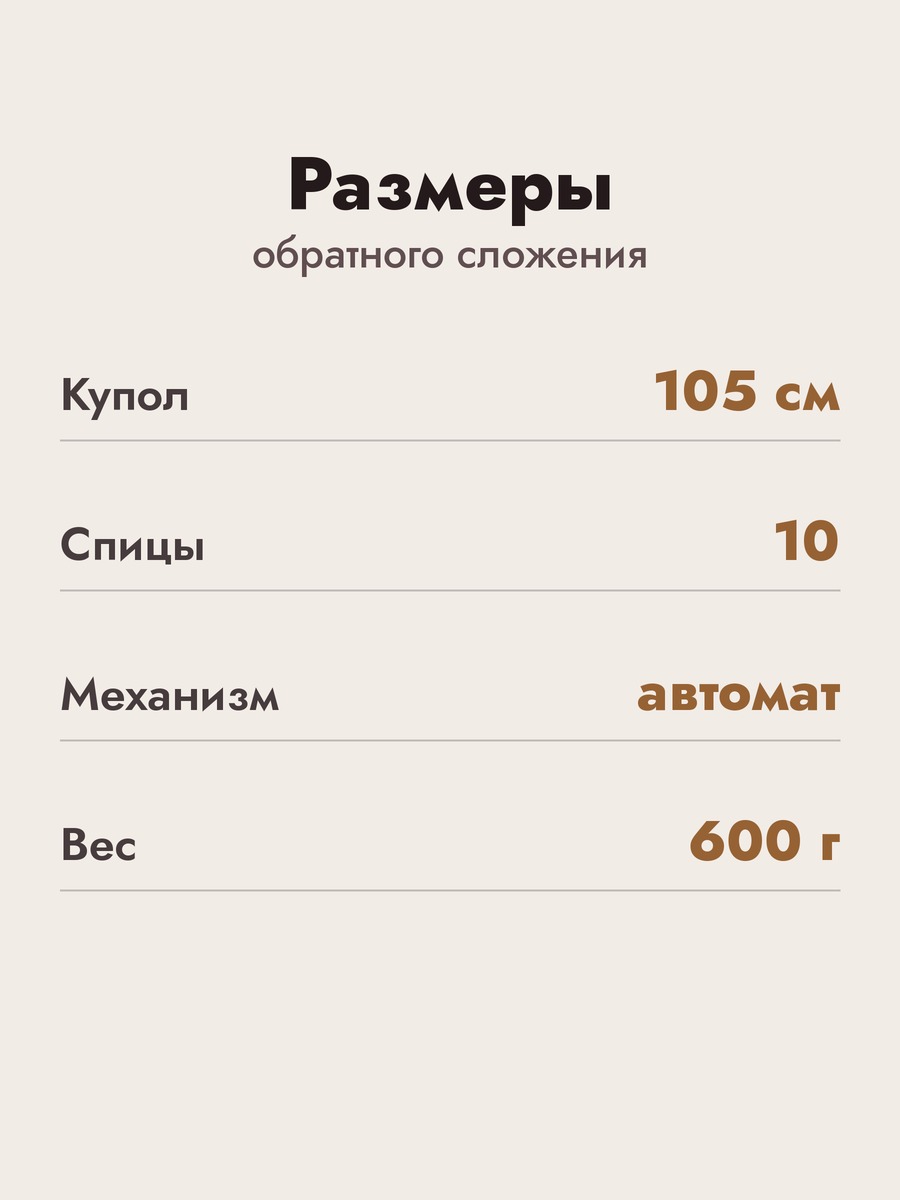 Размеры
обратного сложения
Купол 105 см
Спицы 10
Механизм автомат
Вес 600 г